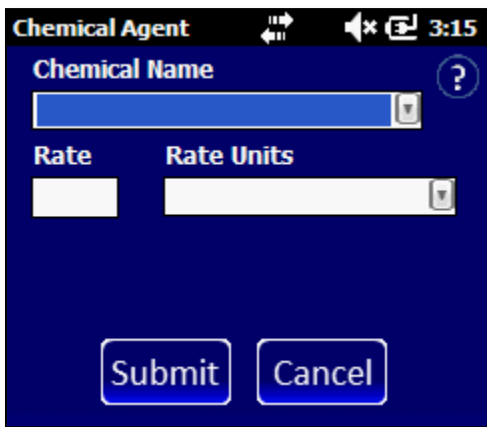 Chemical Agent 3:15
Chemical Name
?
Rate Rate Units
Submit Cancel